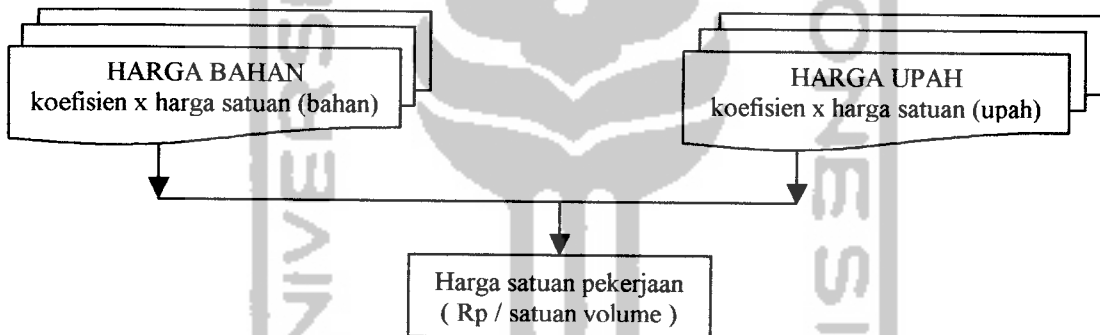 HARGA BAHAN
koefisien x harga satuan (bahan)
HARGA UPAH
koefisien x harga satuan (upah)
Harga satuan pekerjaan
( Rp / satuan volume )